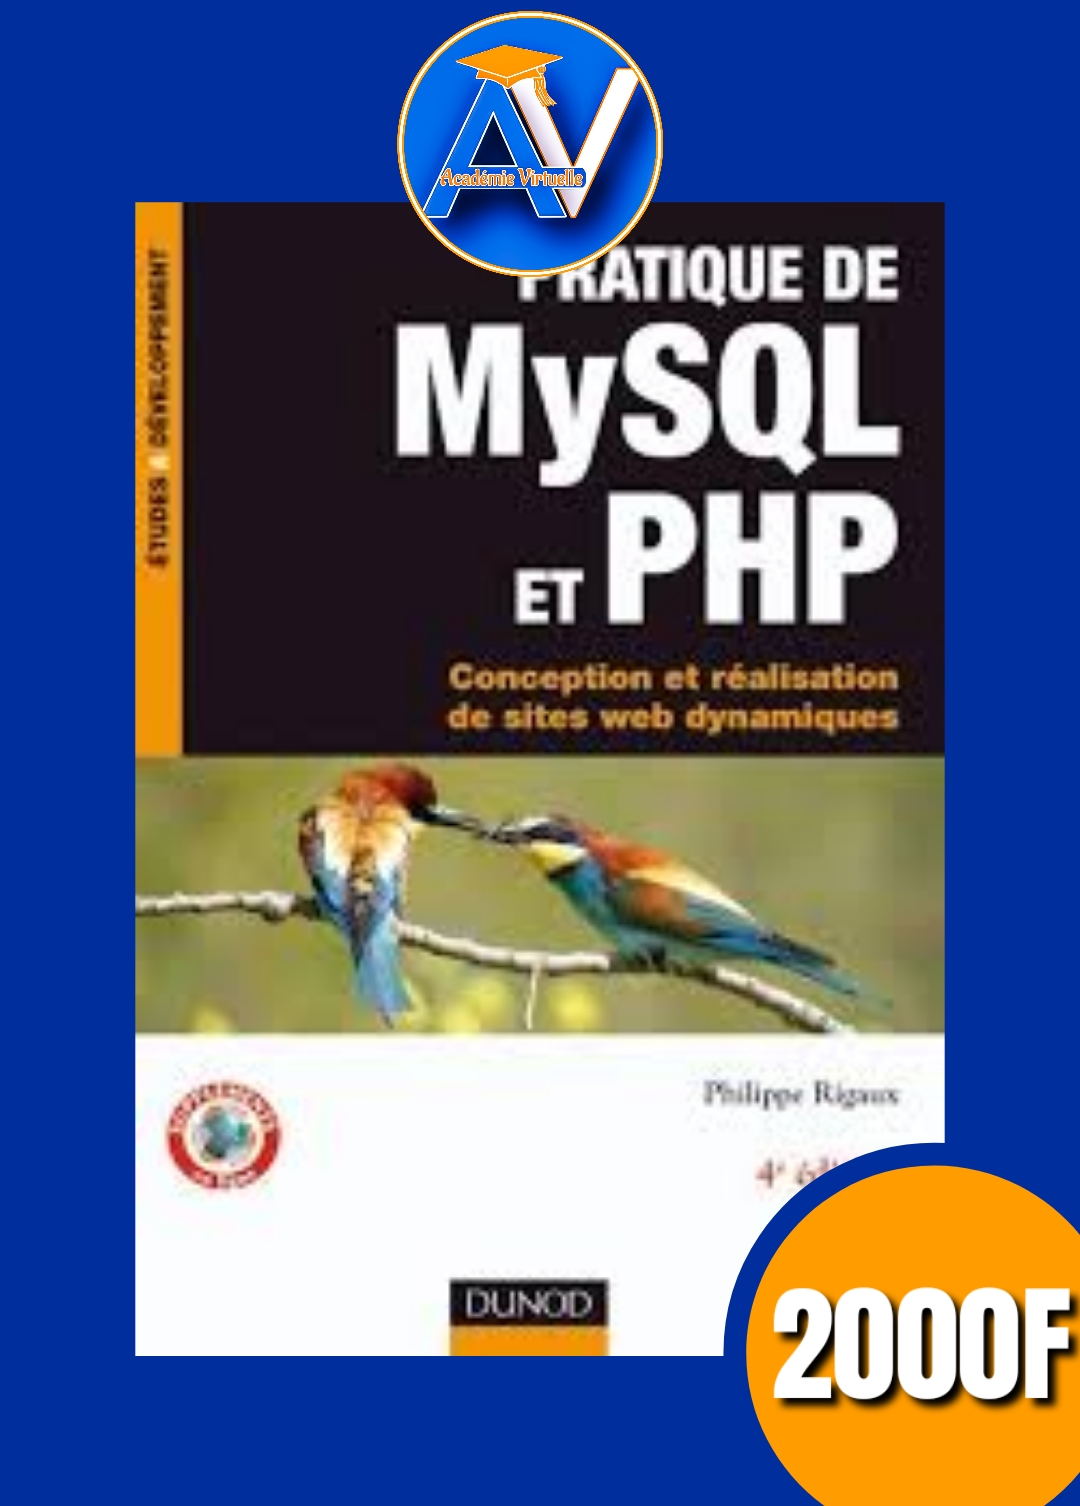 Académie Virtuelle
PRATIQUE DE
MySQL
ET PHP
Conception et réalisation
de sites web dynamiques
ÉTUDES & DÉVELOPPEMENT
Philippe Rigaux
4e
DUNOD
2000F